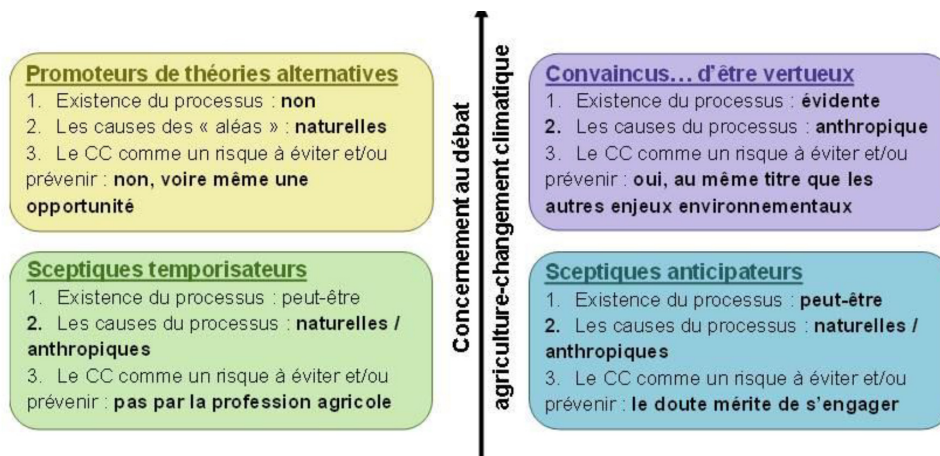 Promoteurs de théories alternatives
1. Existence du processus : non
2. Les causes des « aléas » : naturelles
3. Le CC comme un risque à éviter et/ou
prévenir : non, voire même une
opportunité
Sceptiques temporisateurs
1. Existence du processus : peut-être
2. Les causes du processus : naturelles /
anthropiques
3. Le CC comme un risque à éviter et/ou
prévenir : pas par la profession agricole
Concernement au débat
agriculture-changement climatique
Convaincus… d'être vertueux
1. Existence du processus : évidente
2. Les causes du processus : anthropique
3. Le CC comme un risque à éviter et/ou
prévenir : oui, au même titre que les
autres enjeux environnementaux
Sceptiques anticipateurs
1. Existence du processus : peut-être
2. Les causes du processus : naturelles /
anthropiques
3. Le CC comme un risque à éviter et/ou
prévenir : le doute mérite de s'engager